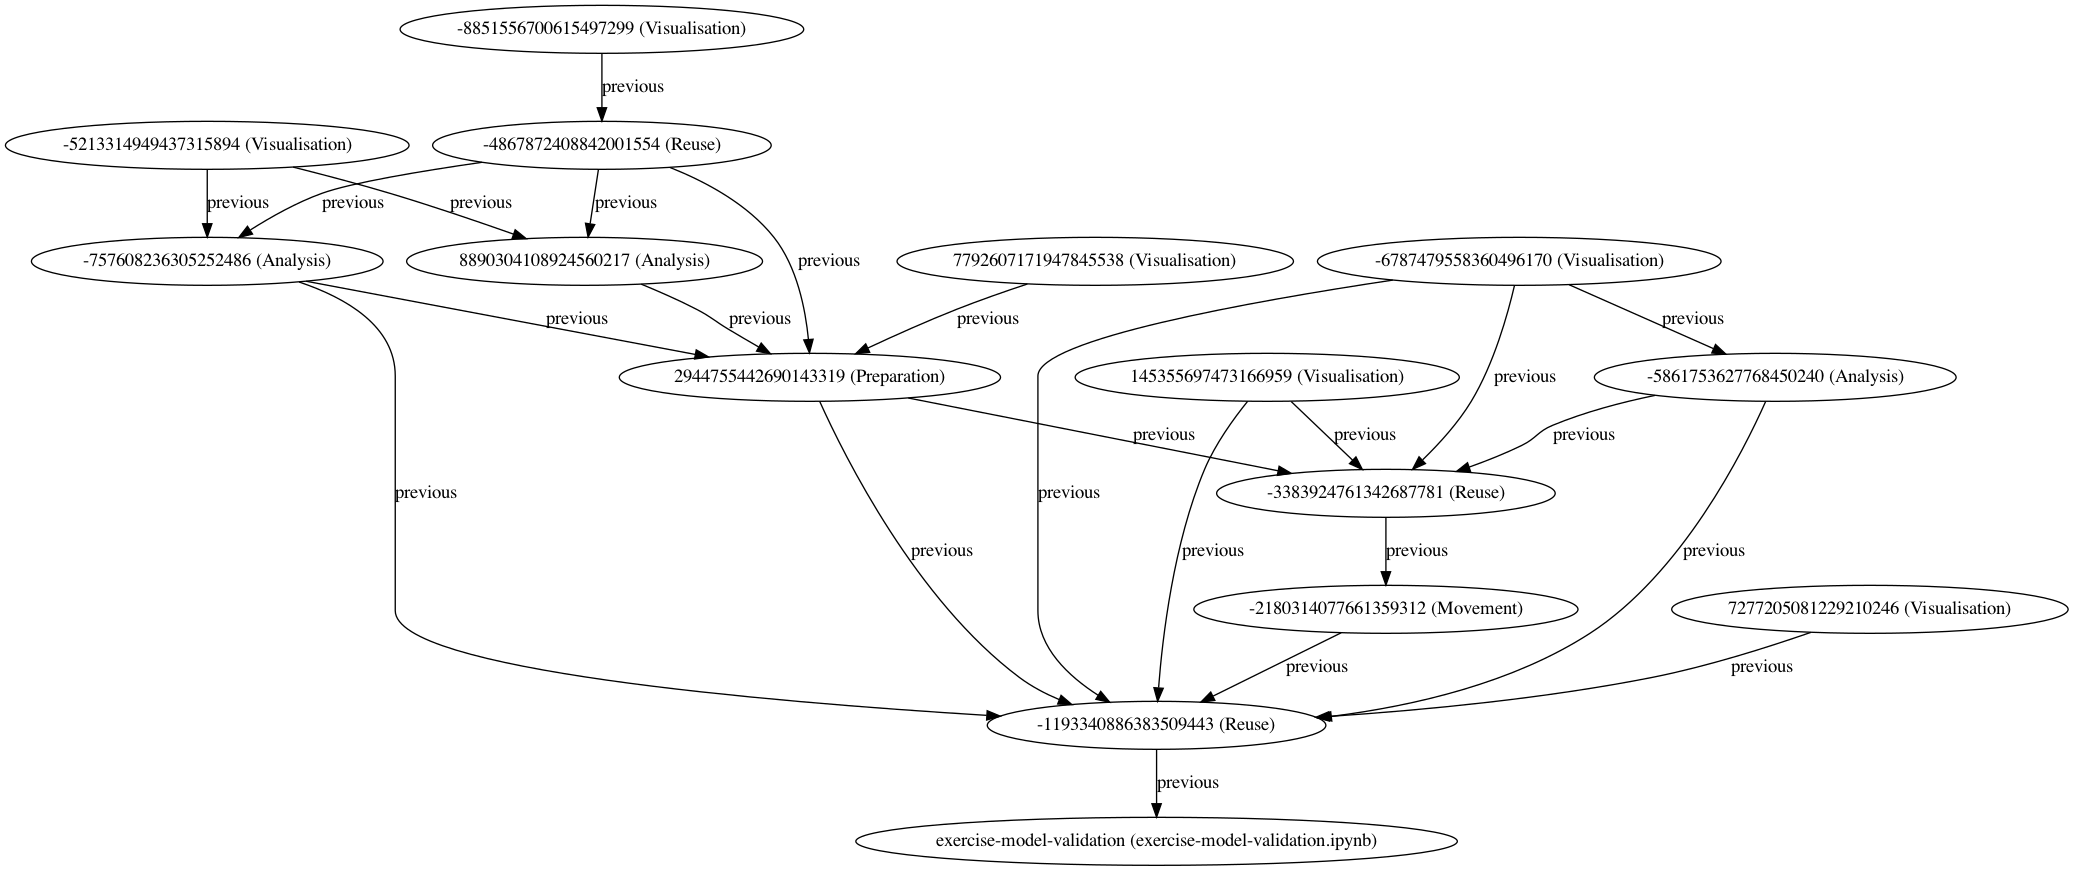 -8851556700615497299 (Visualisation)
previous
-5213314949437315894 (Visualisation)
-4867872408842001554 (Reuse)
previous
previous
previous
previous
previous
-757608236305252486 (Analysis)
8890304108924560217 (Analysis)
7792607171947845538 (Visualisation)
-6787479558360496170 (Visualisation)
previous
previous
previous
previous
2944755442690143319 (Preparation)
145355697473166959 (Visualisation)
-5861753627768450240 (Analysis)
previous
previous
previous
previous
previous
previous
-3383924761342687781 (Reuse)
previous
previous
previous
previous
-2180314077661359312 (Movement)
7277205081229210246 (Visualisation)
previous
previous
-1193340886383509443 (Reuse)
previous
exercise-model-validation (exercise-model-validation.ipynb)